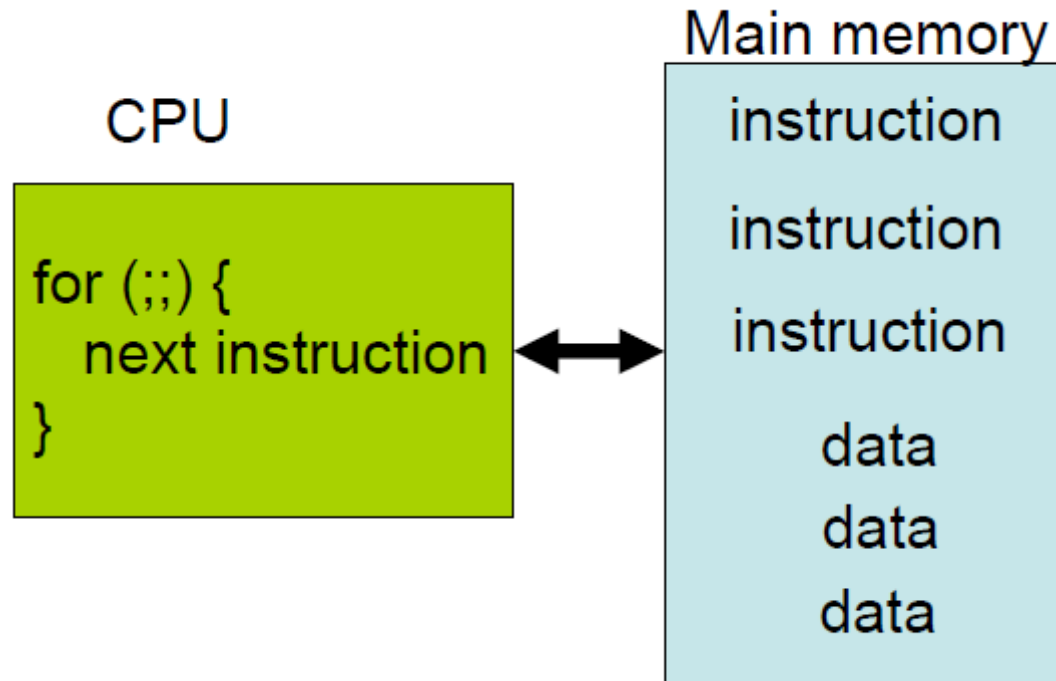 Main memory
CPU
for (;;) {
next instruction
}
instruction
instruction
instruction
data
data
data